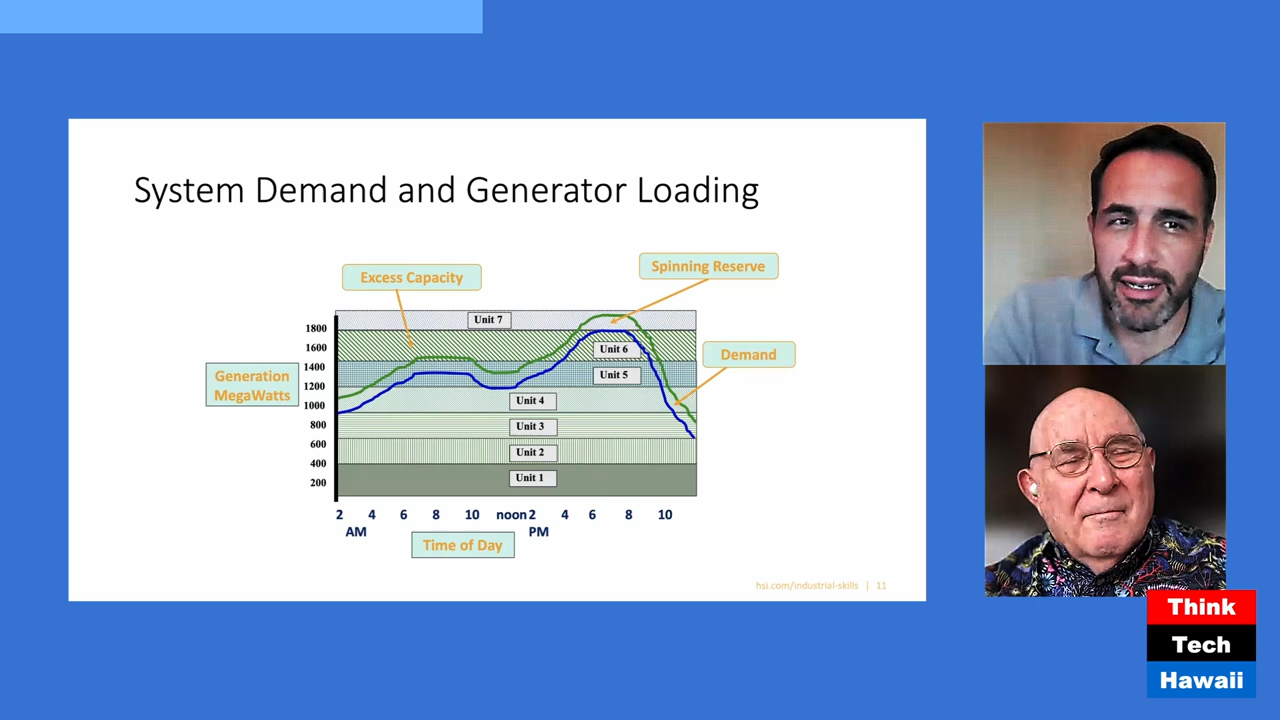 System Demand and Generator Loading
Excess Capacity
Spinning Reserve
Demand
Generation
MegaWatts
1800
1600
1400
1200
1000
800
600
400
200
Unit 7
Unit 6
Unit 5
Unit 4
Unit 3
Unit 2
Unit 1
2 4 6 8 10 noon 2 4 6 8 10
AM PM
Time of Day
hsi.com/industrial-skills | 11
Think
Tech
Hawaii